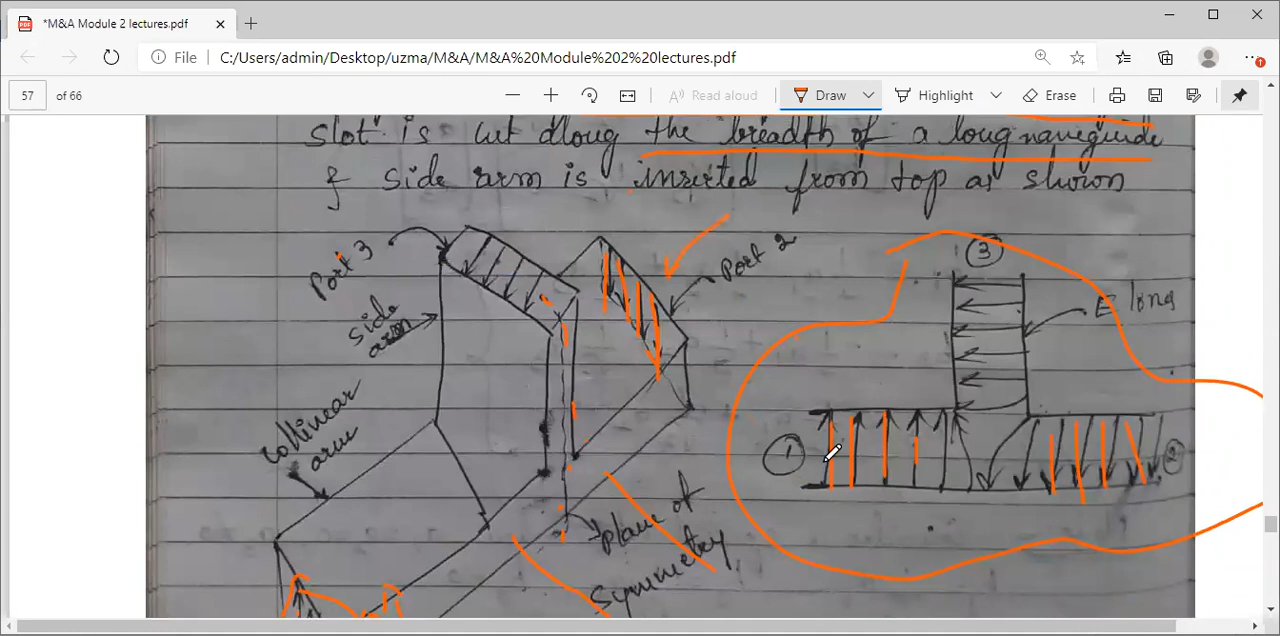 *M&A Module 2 lectures.pdf
File C:/Users/admin/Desktop/uzma/M&A/M&A%20Module%202%20lectures.pdf
57 of 66
Read aloud
Draw
Highlight
Erase
slot is cut along the breadth of a long waveguide
& side arm is inserted from top as shown
Port 3
Port 2
side arm
Collinear arm
Plane of symmetry
3
E long
1
2